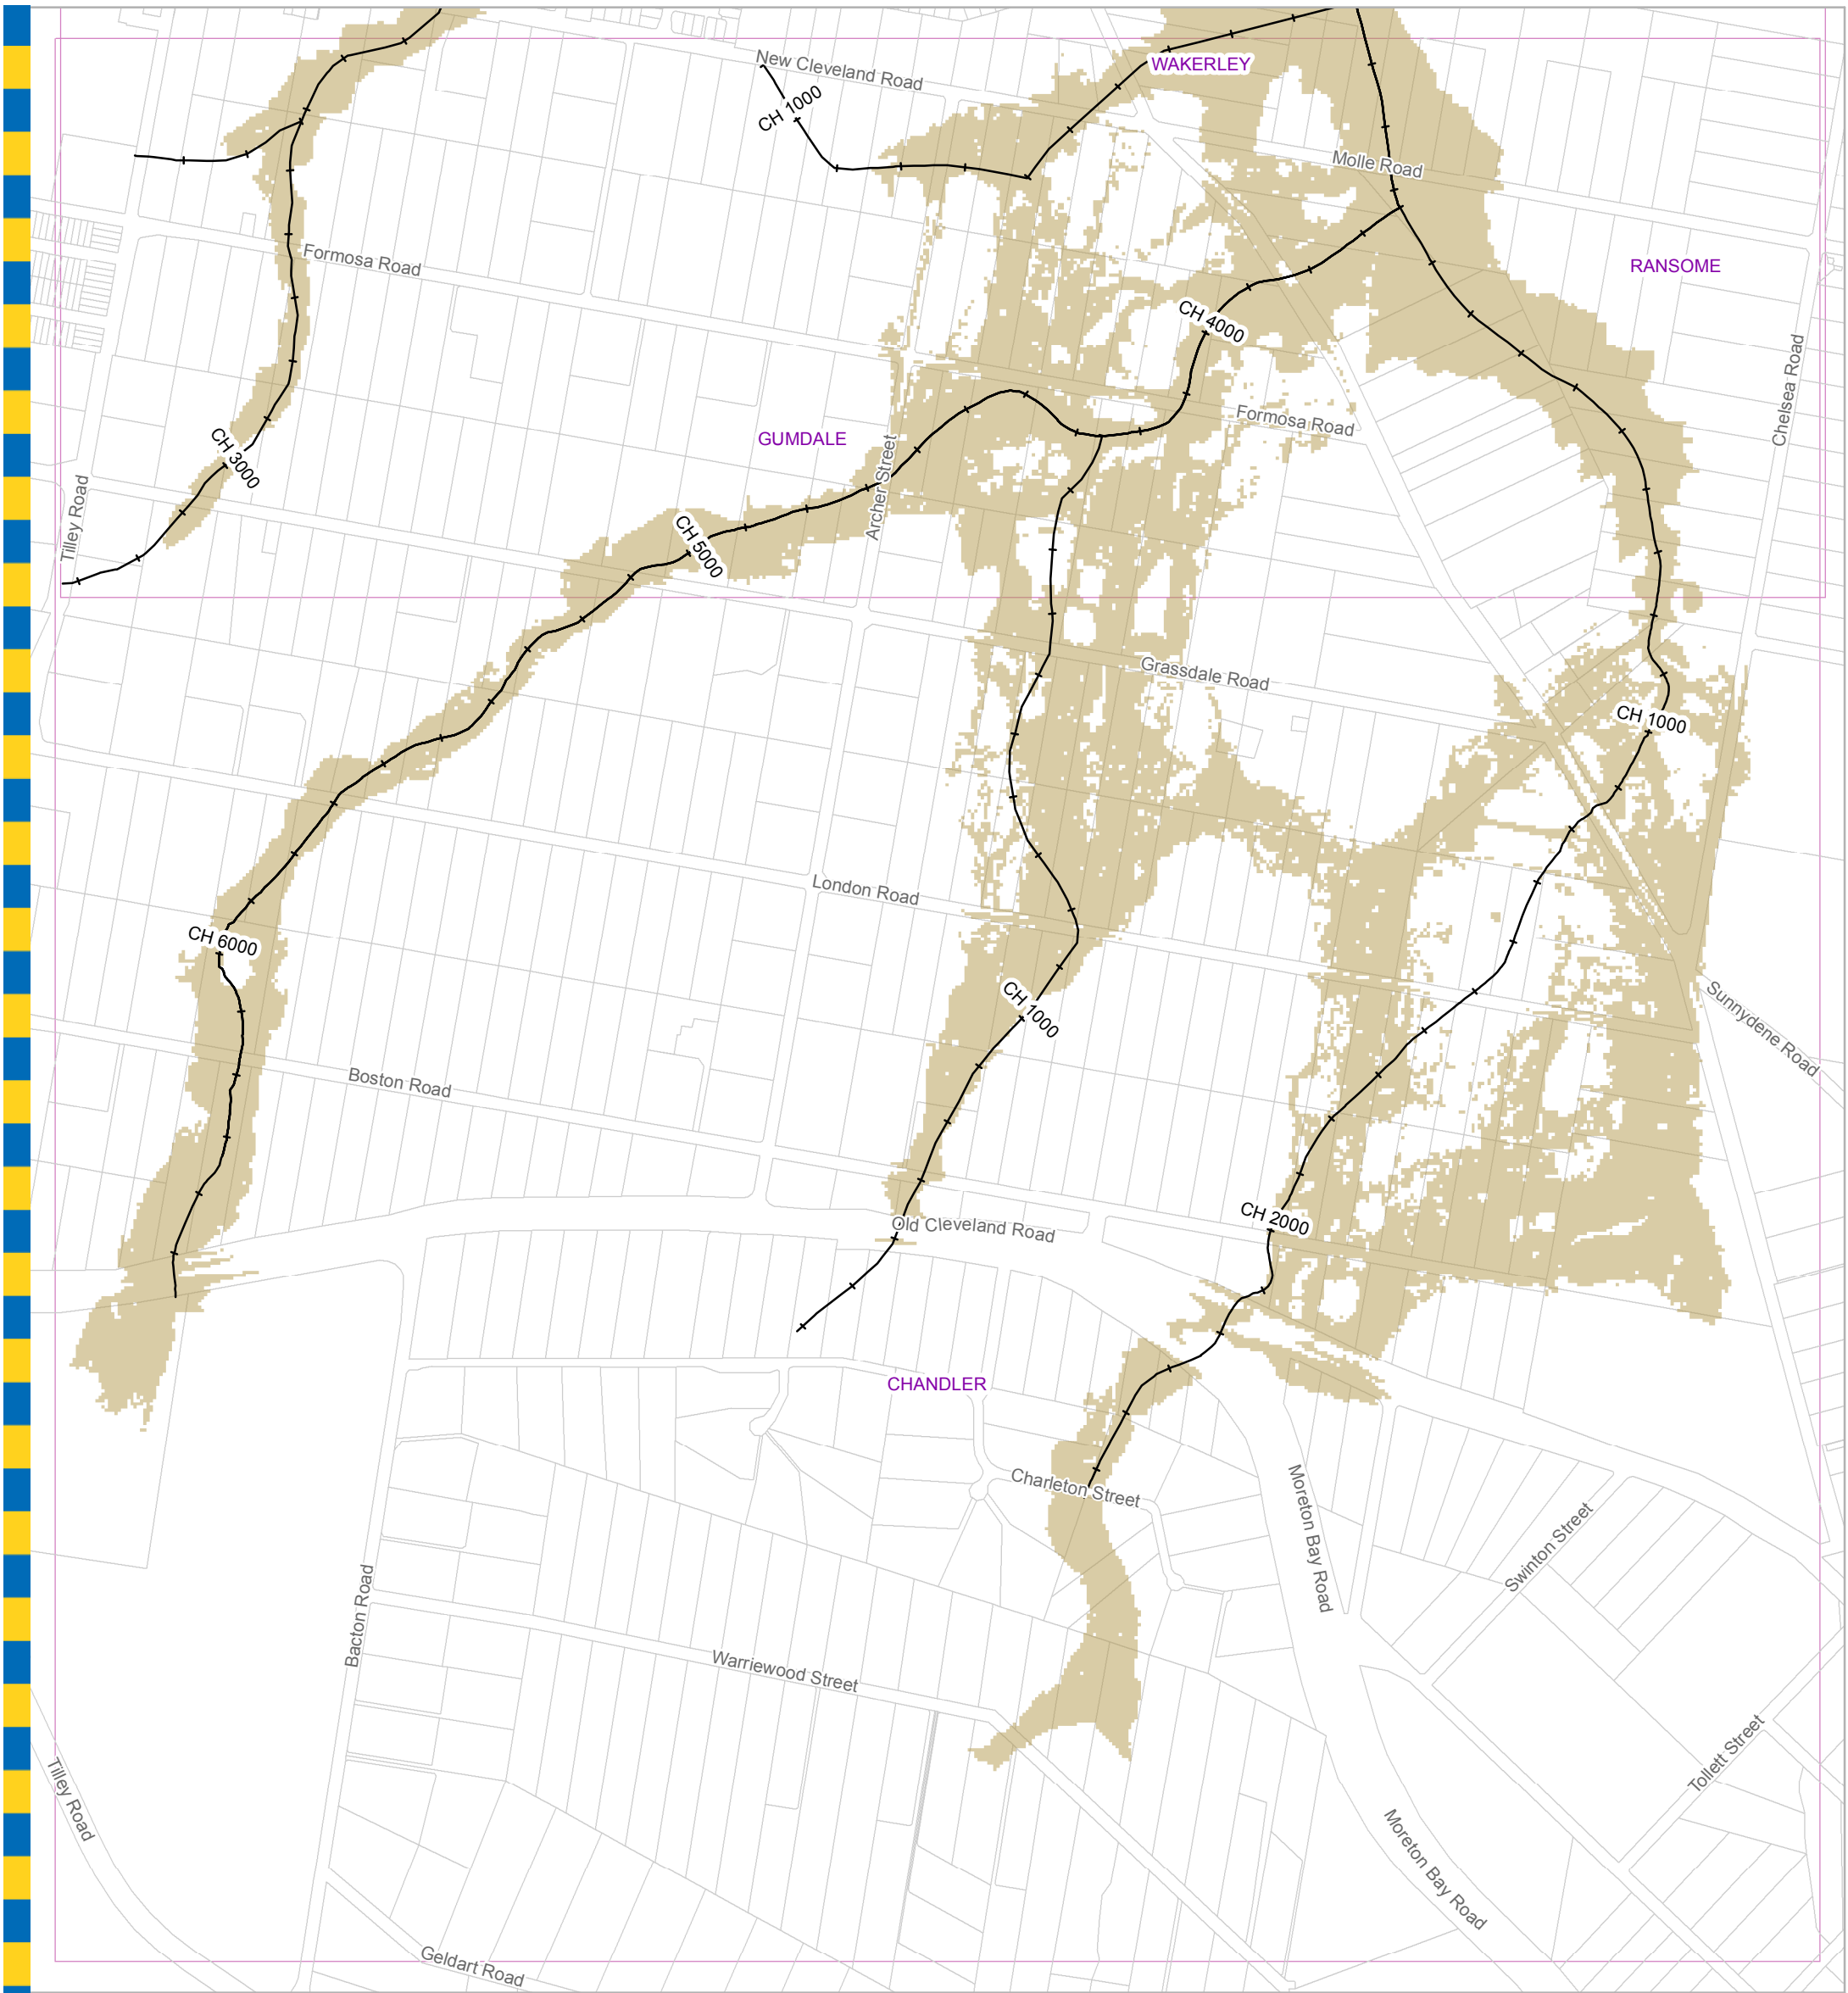 New Cleveland Road
WAKERLEY
CH 1000
Molle Road
Formosa Road
RANSOME
CH 4000
Chelsea Road
Formosa Road
GUMDALE
CH 3000
Archer Street
Tilley Road
CH 5000
Grassdale Road
CH 1000
London Road
CH 6000
CH 1000
Sunnydene Road
Boston Road
CH 2000
Old Cleveland Road
CHANDLER
Charleton Street
Moreton Bay Road
Swinton Street
Bacton Road
Warriewood Street
Tollett Street
Tilley Road
Moreton Bay Road
Geldart Road